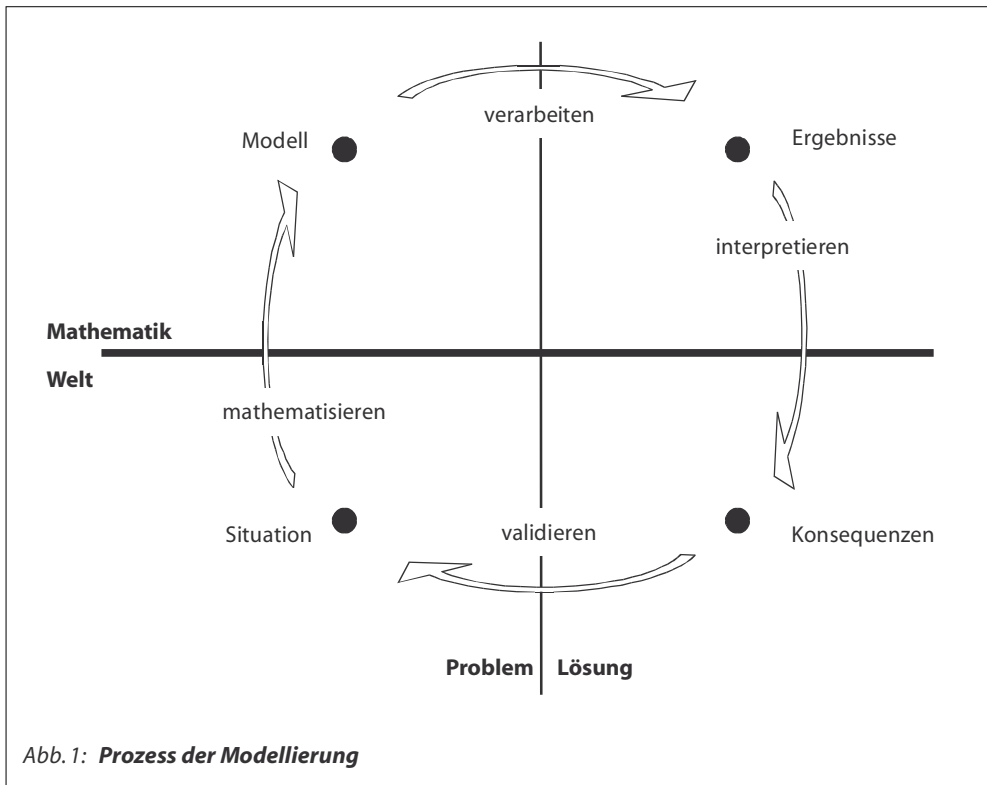 verarbeiten
Modell
Ergebnisse
interpretieren
Mathematik
Welt
mathematisieren
Situation
validieren
Konsequenzen
Problem Lösung
Abb. 1: Prozess der Modellierung